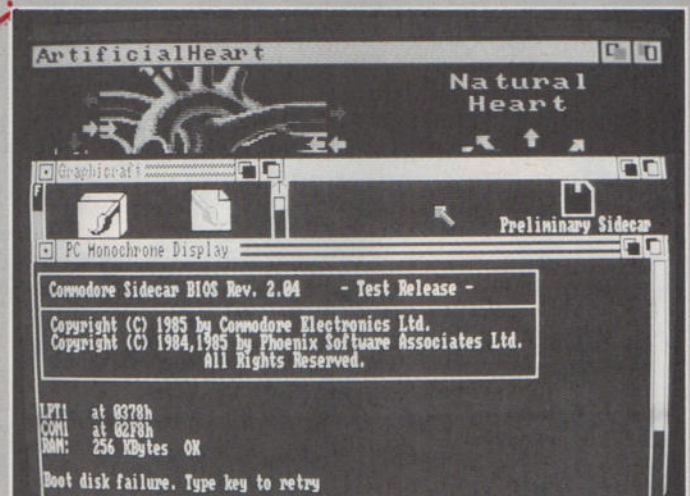 ArtificialHeart
Natural
Heart
Graphicraft
F
Preliminary Sidecar
PC Monochrome Display
Commodore Sidecar BIOS Rev. 2.04 - Test Release -
Copyright (C) 1985 by Commodore Electronics Ltd.
Copyright (C) 1984,1985 by Phoenix Software Associates Ltd.
All Rights Reserved.
LPT1 at 0378h
COM1 at 02F8h
RAM: 256 KBytes OK
Boot disk failure. Type key to retry